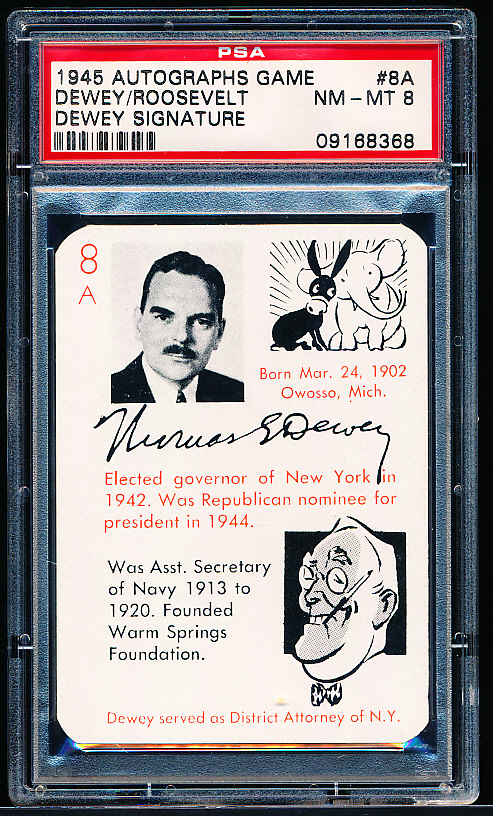 PSA
1945 AUTOGRAPHS GAME #8A
DEWEY/ROOSEVELT NM-MT 8
DEWEY SIGNATURE
09168368
8
A
Born Mar. 24, 1902
Owosso, Mich.
Thomas E Dewey
Elected governor of New York in
1942. Was Republican nominee for
president in 1944.
Was Asst. Secretary
of Navy 1913 to
1920. Founded
Warm Springs
Foundation.
Dewey served as District Attorney of N.Y.